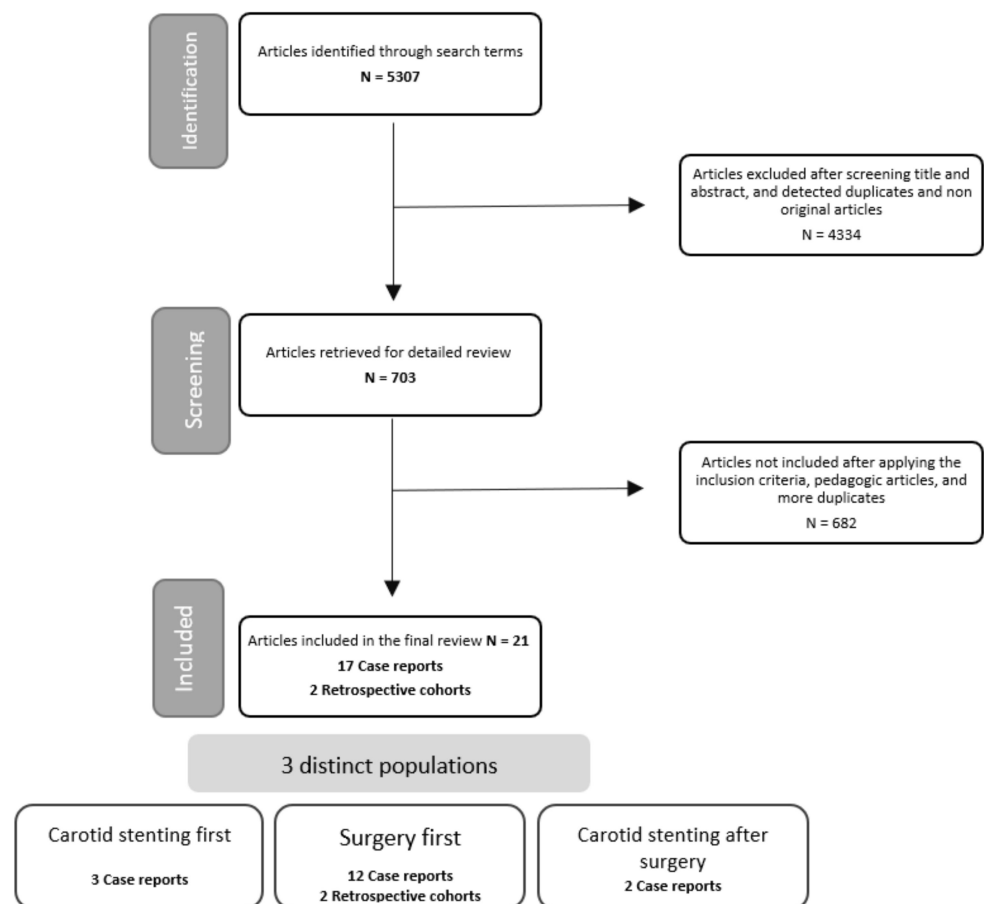 Identification
Articles identified through search terms
N = 5307
Articles excluded after screening title and
abstract, and detected duplicates and non
original articles
N = 4334
Screening
Articles retrieved for detailed review
N = 703
Articles not included after applying the
inclusion criteria, pedagogic articles, and
more duplicates
N = 682
Included
Articles included in the final review N = 21
17 Case reports
2 Retrospective cohorts
3 distinct populations
Carotid stenting first
3 Case reports
Surgery first
12 Case reports
2 Retrospective cohorts
Carotid stenting after
surgery
2 Case reports